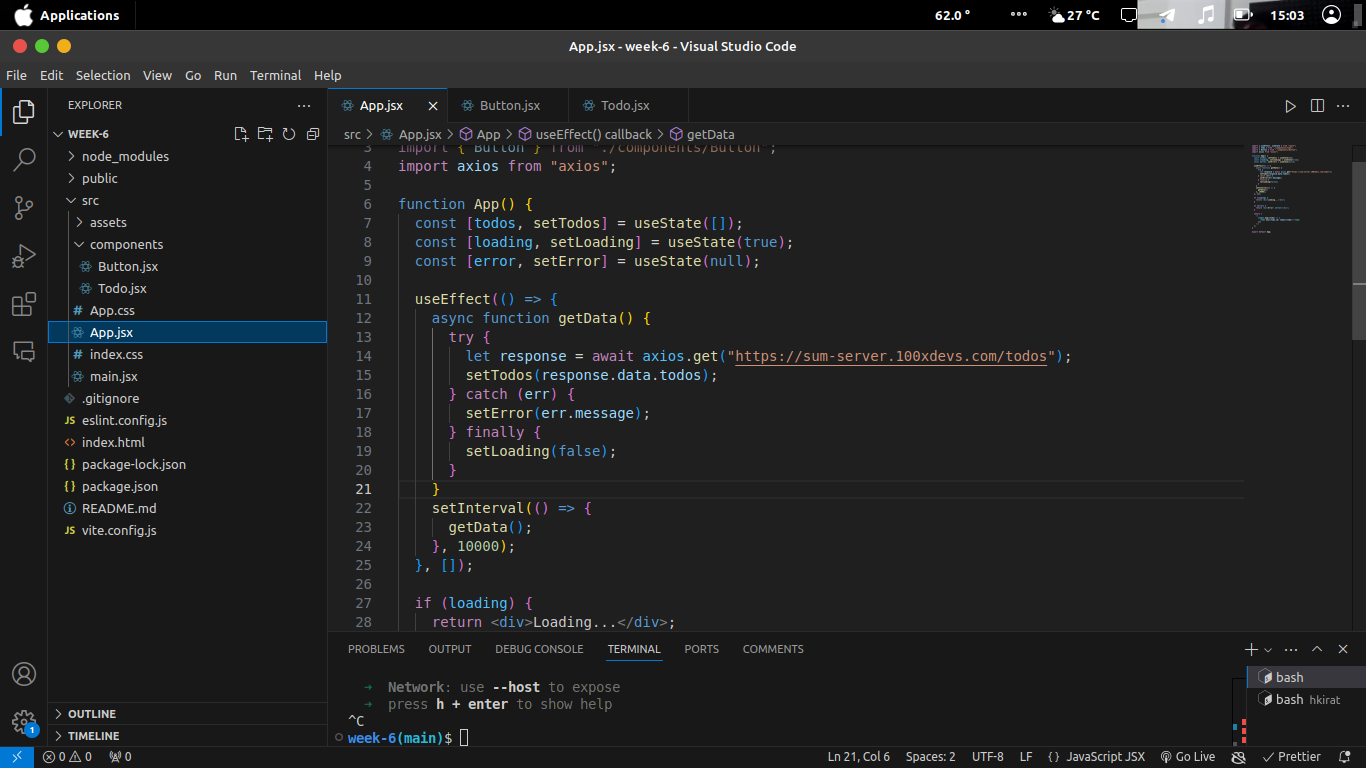 Applications
62.0 °
27 °C
15:03
App.jsx - week-6 - Visual Studio Code
File Edit Selection View Go Run Terminal Help
EXPLORER
WEEK-6
node_modules
public
src
assets
components
Button.jsx
Todo.jsx
# App.css
App.jsx
# index.css
main.jsx
.gitignore
JS eslint.config.js
<> index.html
{} package-lock.json
{} package.json
README.md
JS vite.config.js
OUTLINE
TIMELINE
1
App.jsx
Button.jsx
Todo.jsx
src > App.jsx > App > useEffect() callback > getData
3 import { Button } from "./components/Button";
4 import axios from "axios";
5
6 function App() {
7 const [todos, setTodos] = useState([]);
8 const [loading, setLoading] = useState(true);
9 const [error, setError] = useState(null);
10
11 useEffect(() => {
12 async function getData() {
13 try {
14 let response = await axios.get("https://sum-server.100xdevs.com/todos");
15 setTodos(response.data.todos);
16 } catch (err) {
17 setError(err.message);
18 } finally {
19 setLoading(false);
20 }
21 }
22 setInterval(() => {
23 getData();
24 }, 10000);
25 }, []);
26
27 if (loading) {
28 return <div>Loading...</div>;
PROBLEMS OUTPUT DEBUG CONSOLE TERMINAL PORTS COMMENTS
➜ Network: use --host to expose
➜ press h + enter to show help
^C
week-6(main)$
bash
bash hkirat
0 0 0
Ln 21, Col 6 Spaces: 2 UTF-8 LF {} JavaScript JSX Go Live Prettier